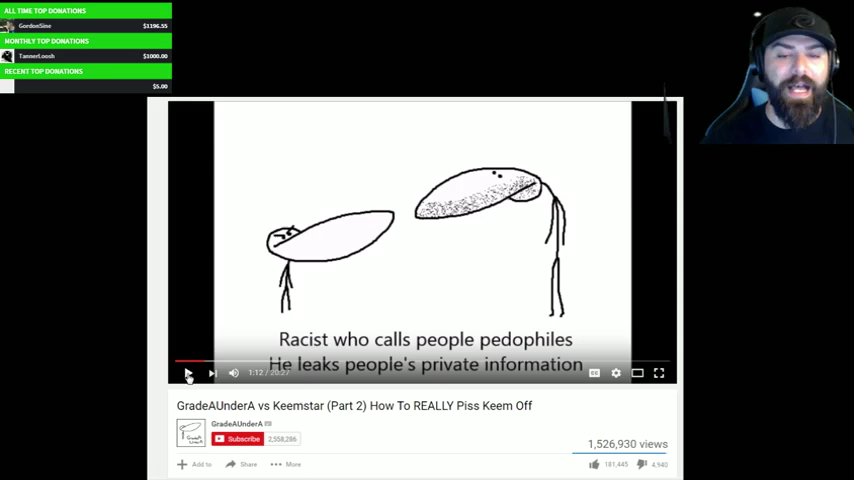 ALL TIME TOP DONATIONS
GordonSine $1196.55
MONTHLY TOP DONATIONS
TannerLoosh $1000.00
RECENT TOP DONATIONS
$5.00
Racist who calls people pedophiles
He leaks people's private information
1:12 / 20:27
CC
GradeAUnderA vs Keemstar (Part 2) How To REALLY Piss Keem Off
GradeAUnderA
Subscribe 2,558,286
1,526,930 views
Add to Share More
181,445 4,940